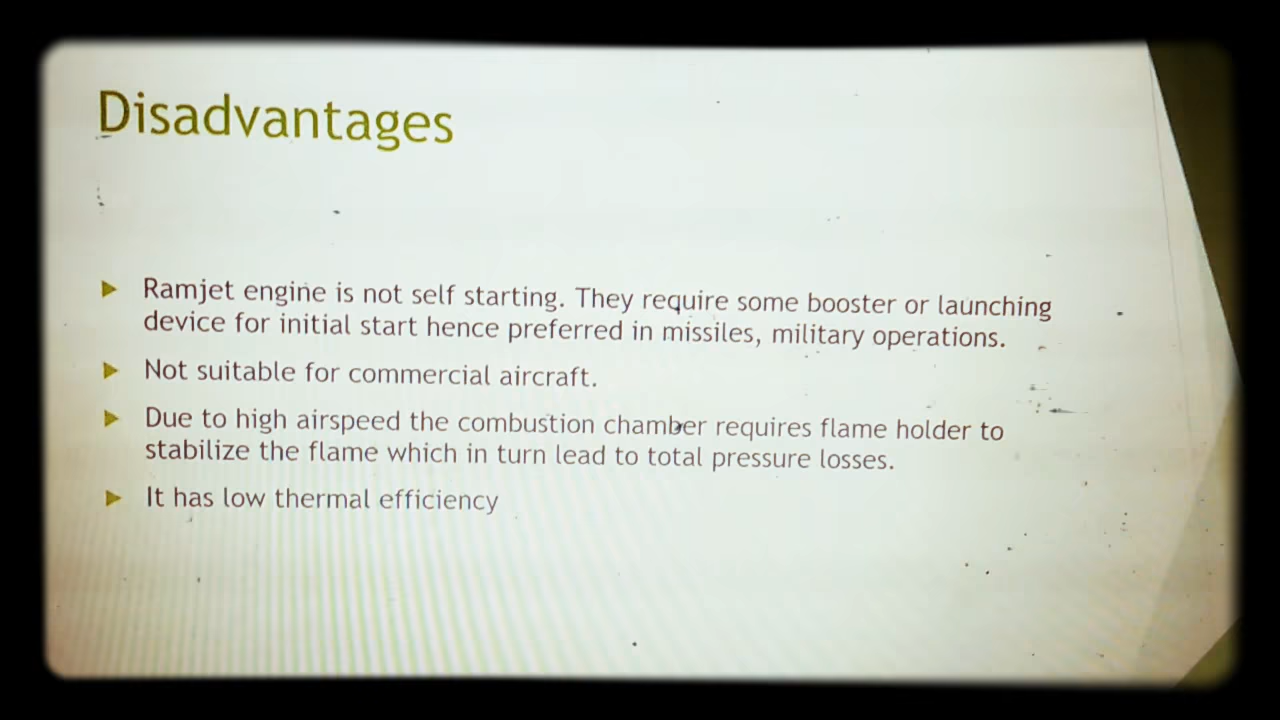 Disadvantages
Ramjet engine is not self starting. They require some booster or launching
device for initial start hence preferred in missiles, military operations.
Not suitable for commercial aircraft.
Due to high airspeed the combustion chamber requires flame holder to
stabilize the flame which in turn lead to total pressure losses.
It has low thermal efficiency